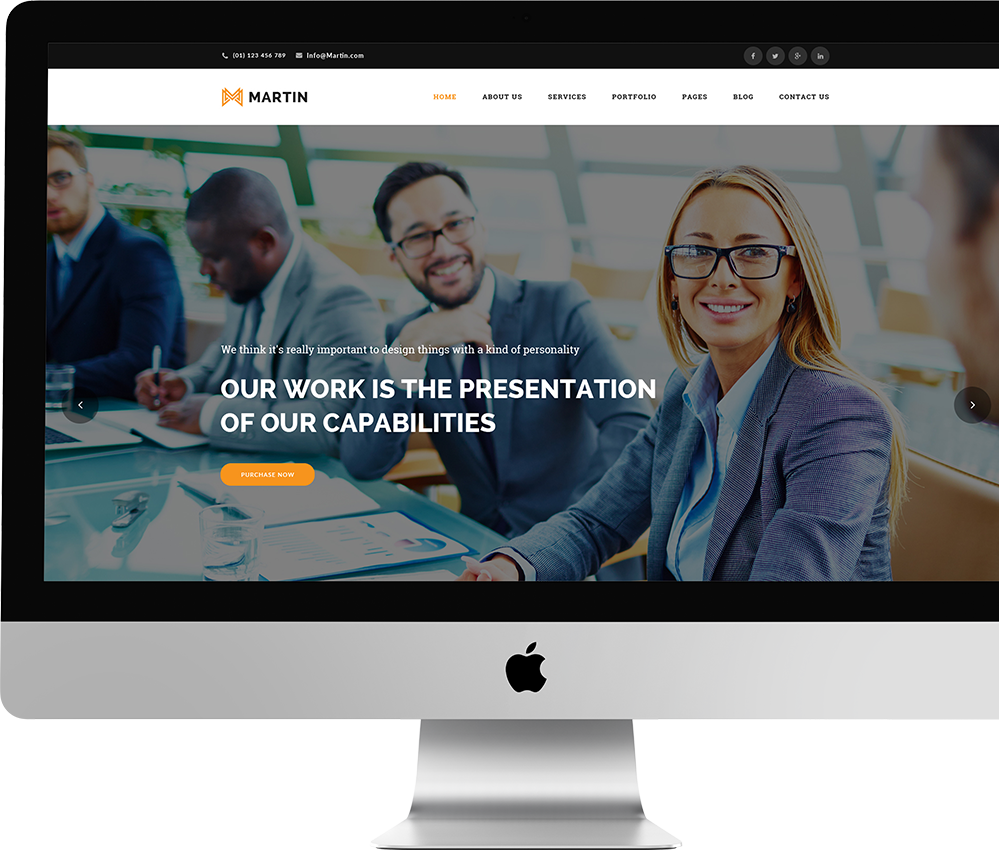 (01) 123 456 789 Info@Martin.com
MARTIN
HOME ABOUT US SERVICES PORTFOLIO PAGES BLOG CONTACT US
We think it's really important to design things with a kind of personality
OUR WORK IS THE PRESENTATION
OF OUR CAPABILITIES
PURCHASE NOW